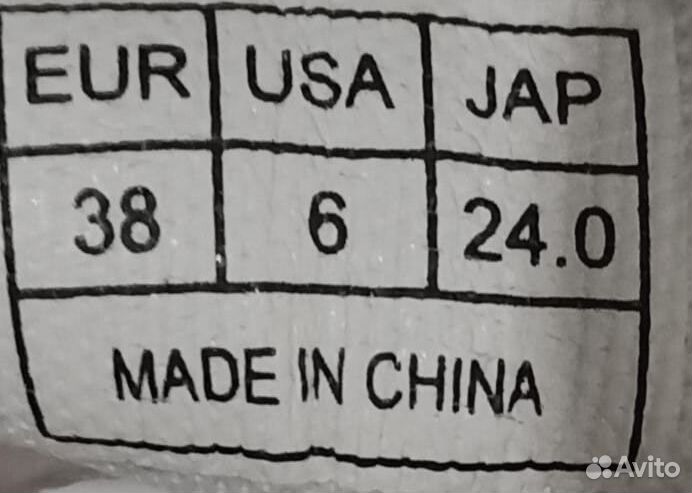 EUR USA JAP
38 6 24.0
MADE IN CHINA
Avito